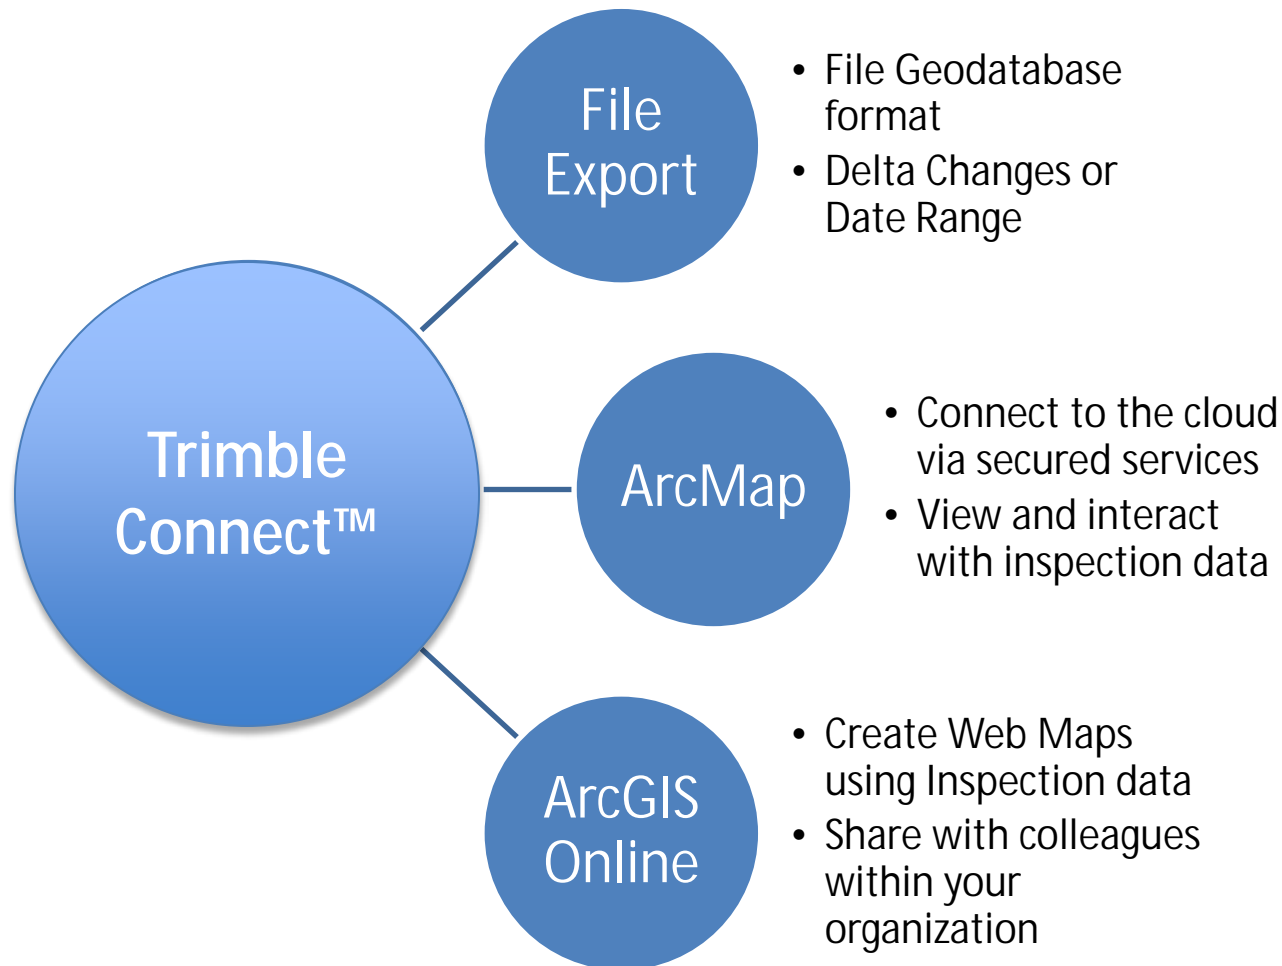 File
Export
• File Geodatabase
format
• Delta Changes or
Date Range
Trimble
Connect™
ArcMap
• Connect to the cloud
via secured services
• View and interact
with inspection data
ArcGIS
Online
• Create Web Maps
using Inspection data
• Share with colleagues
within your
organization